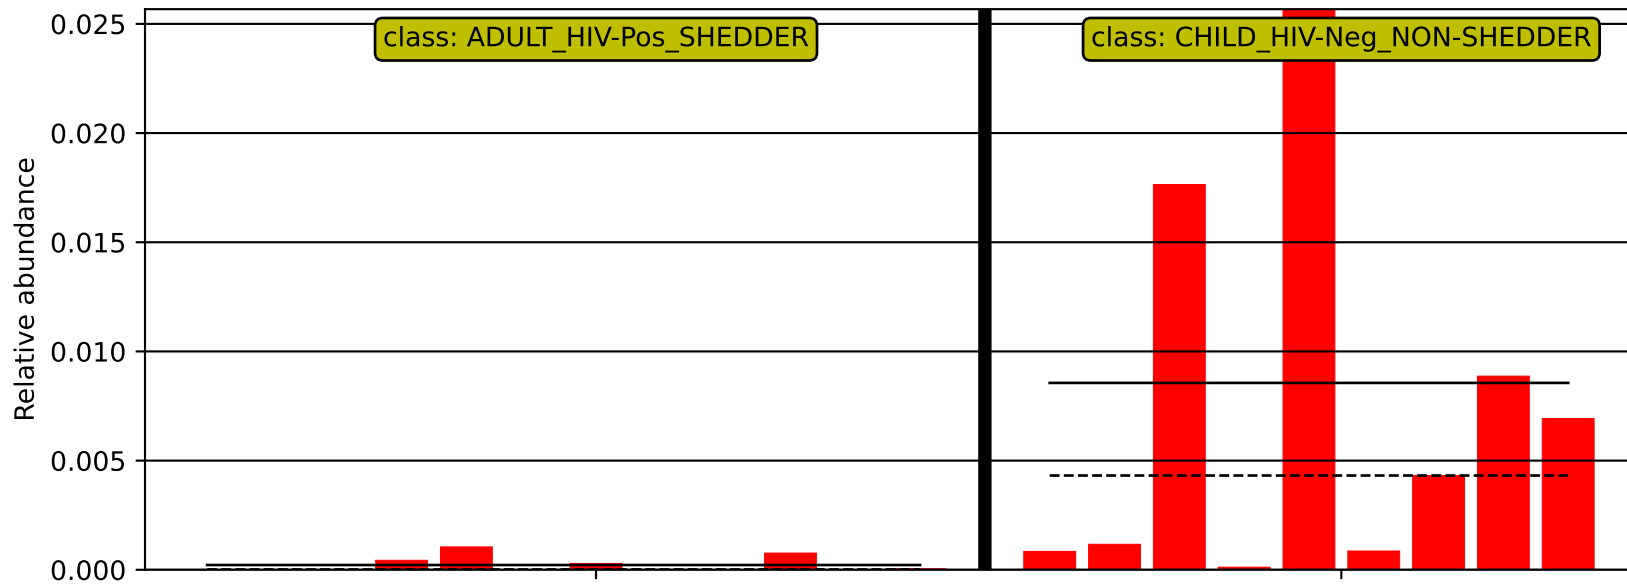 class: ADULT_HIV-Pos_SHEDDER
class: CHILD_HIV-Neg_NON-SHEDDER
Relative abundance
0.025
0.020
0.015
0.010
0.005
0.000